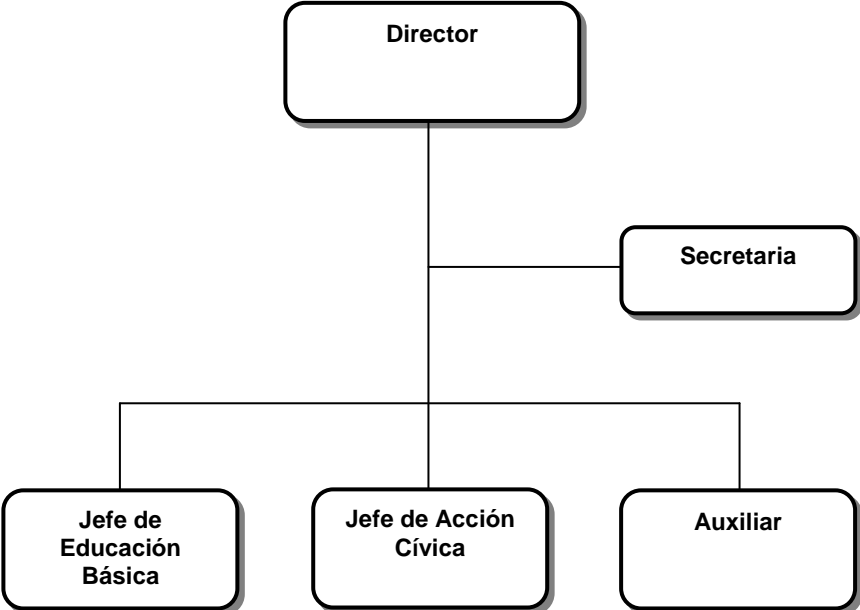 Director
Secretaria
Jefe de
Educación
Básica
Jefe de Acción
Cívica
Auxiliar